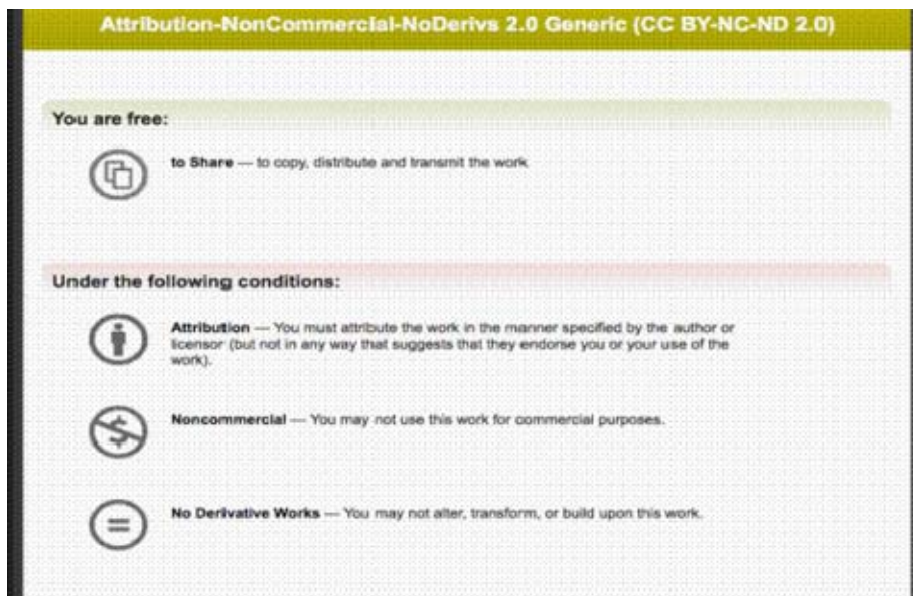 Attribution-NonCommercial-NoDerivs 2.0 Generic (CC BY-NC-ND 2.0)
You are free:
to Share — to copy, distribute and transmit the work
Under the following conditions:
Attribution — You must attribute the work in the manner specified by the author or
licensor (but not in any way that suggests that they endorse you or your use of the
work).
Noncommercial — You may not use this work for commercial purposes.
No Derivative Works — You may not alter, transform, or build upon this work.